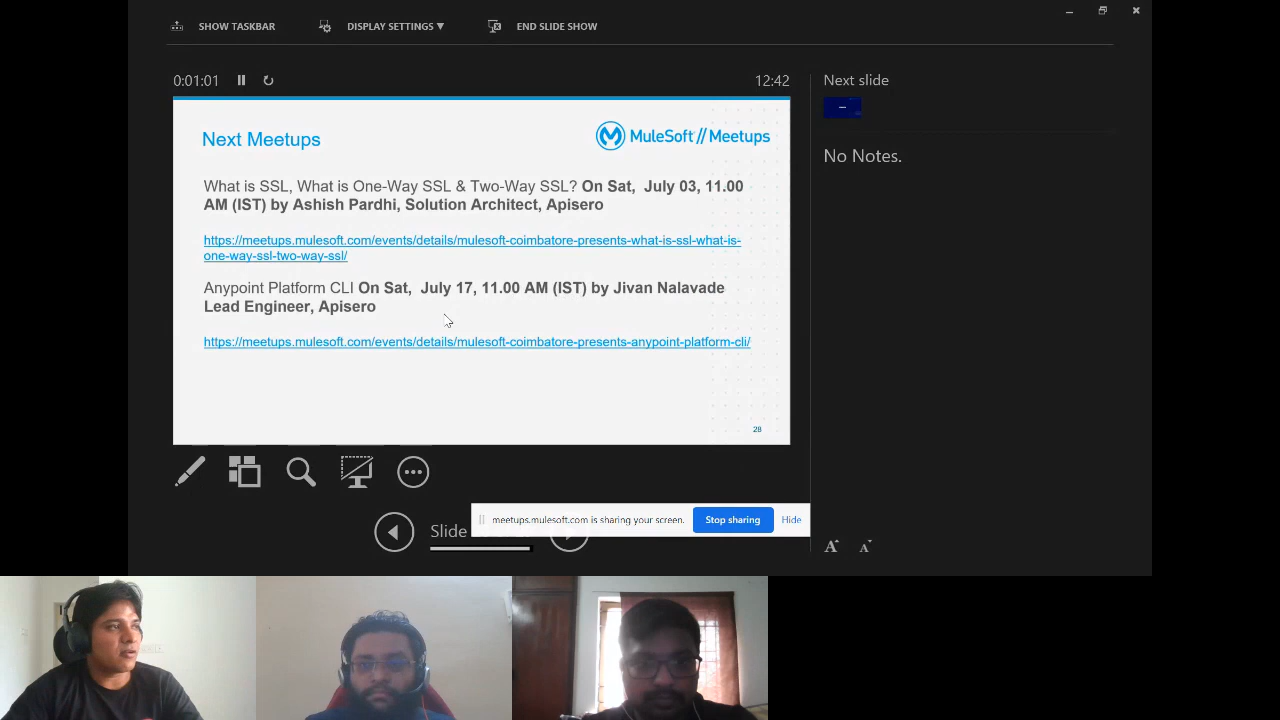 SHOW TASKBAR
DISPLAY SETTINGS ▼
END SLIDE SHOW
0:01:01
12:42
Next slide
No Notes.
Next Meetups
MuleSoft // Meetups
What is SSL, What is One-Way SSL & Two-Way SSL? On Sat, July 03, 11.00
AM (IST) by Ashish Pardhi, Solution Architect, Apisero
https://meetups.mulesoft.com/events/details/mulesoft-coimbatore-presents-what-is-ssl-what-is-
one-way-ssl-two-way-ssl/
Anypoint Platform CLI On Sat, July 17, 11.00 AM (IST) by Jivan Nalavade
Lead Engineer, Apisero
https://meetups.mulesoft.com/events/details/mulesoft-coimbatore-presents-anypoint-platform-cli/
28
meetups.mulesoft.com is sharing your screen.
Stop sharing
Hide
Slide
A
A